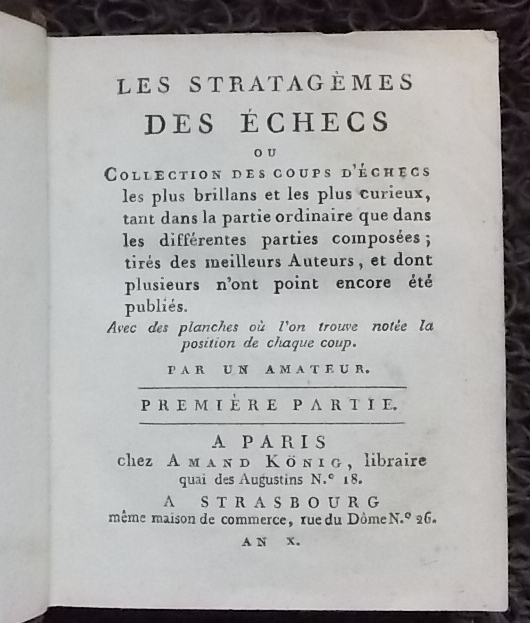 LES STRATAGÈMES
DES ÉCHECS
OU
COLLECTION DES COUPS D'ÉCHECS
les plus brillans et les plus curieux,
tant dans la partie ordinaire que dans
les différentes parties composées ;
tirés des meilleurs Auteurs, et dont
plusieurs n'ont point encore été
publiés.
Avec des planches où l'on trouve notée la
position de chaque coup.
PAR UN AMATEUR.
PREMIÈRE PARTIE.
A PARIS
chez AMAND KÖNIG, libraire
quai des Augustins N.º 18.
A STRASBOURG
même maison de commerce, rue du Dôme N.º 26.
AN X.